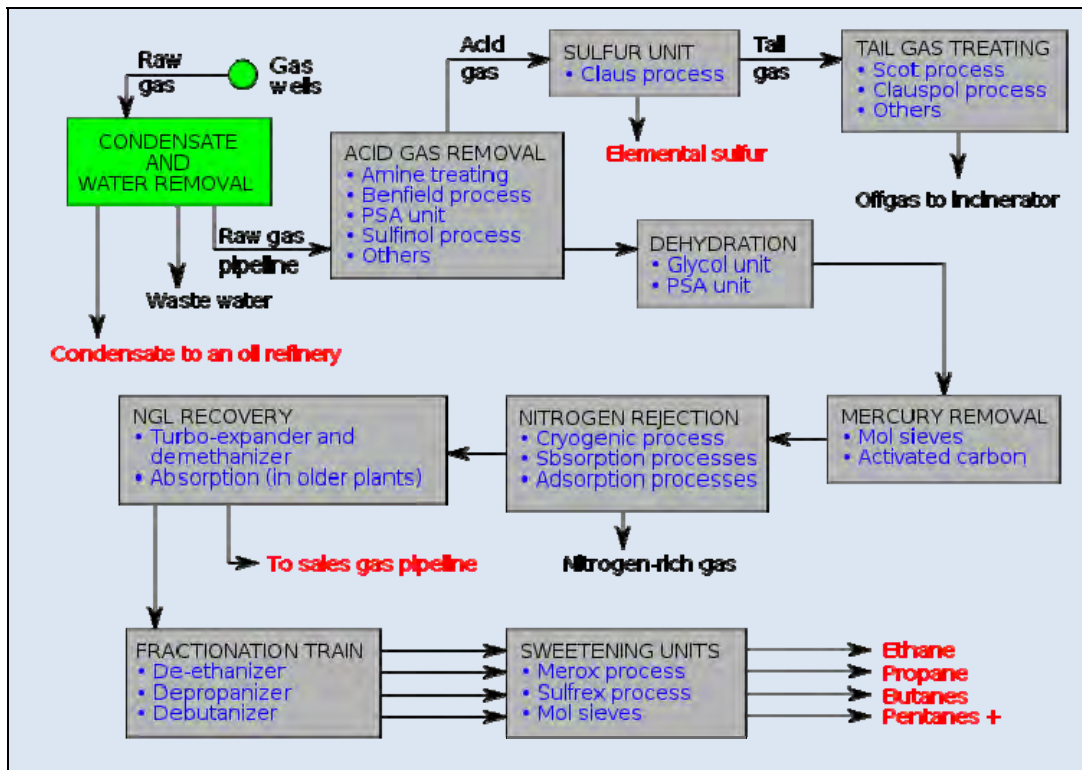 Raw
gas
Gas
wells
CONDENSATE
AND
WATER REMOVAL
Raw gas
pipeline
Waste water
Condensate to an oil refinery
ACID GAS REMOVAL
• Amine treating
• Benfield process
• PSA unit
• Sulfinol process
• Others
Acid
gas
SULFUR UNIT
• Claus process
Elemental sulfur
Tail
gas
TAIL GAS TREATING
• Scot process
• Clauspol process
• Others
Offgas to incinerator
DEHYDRATION
• Glycol unit
• PSA unit
MERCURY REMOVAL
• Mol sieves
• Activated carbon
NITROGEN REJECTION
• Cryogenic process
• Sbsorption processes
• Adsorption processes
Nitrogen-rich gas
NGL RECOVERY
• Turbo-expander and
demethanizer
• Absorption (in older plants)
To sales gas pipeline
FRACTIONATION TRAIN
• De-ethanizer
• Depropanizer
• Debutanizer
SWEETENING UNITS
• Merox process
• Sulfrex process
• Mol sieves
Ethane
Propane
Butanes
Pentanes +